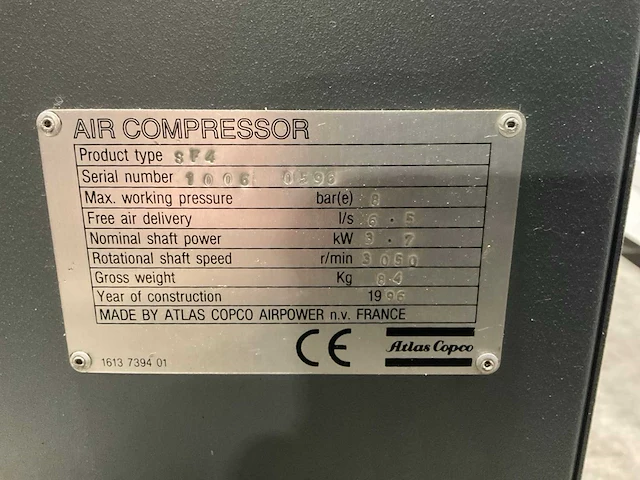 AIR COMPRESSOR
Product type SF4
Serial number 1006 0596
Max. working pressure bar(e) 8
Free air delivery l/s 6.5
Nominal shaft power kW 3.7
Rotational shaft speed r/min 3050
Gross weight Kg 64
Year of construction 1996
MADE BY ATLAS COPCO AIRPOWER n.v. FRANCE
CE Atlas Copco
1613 7394 01